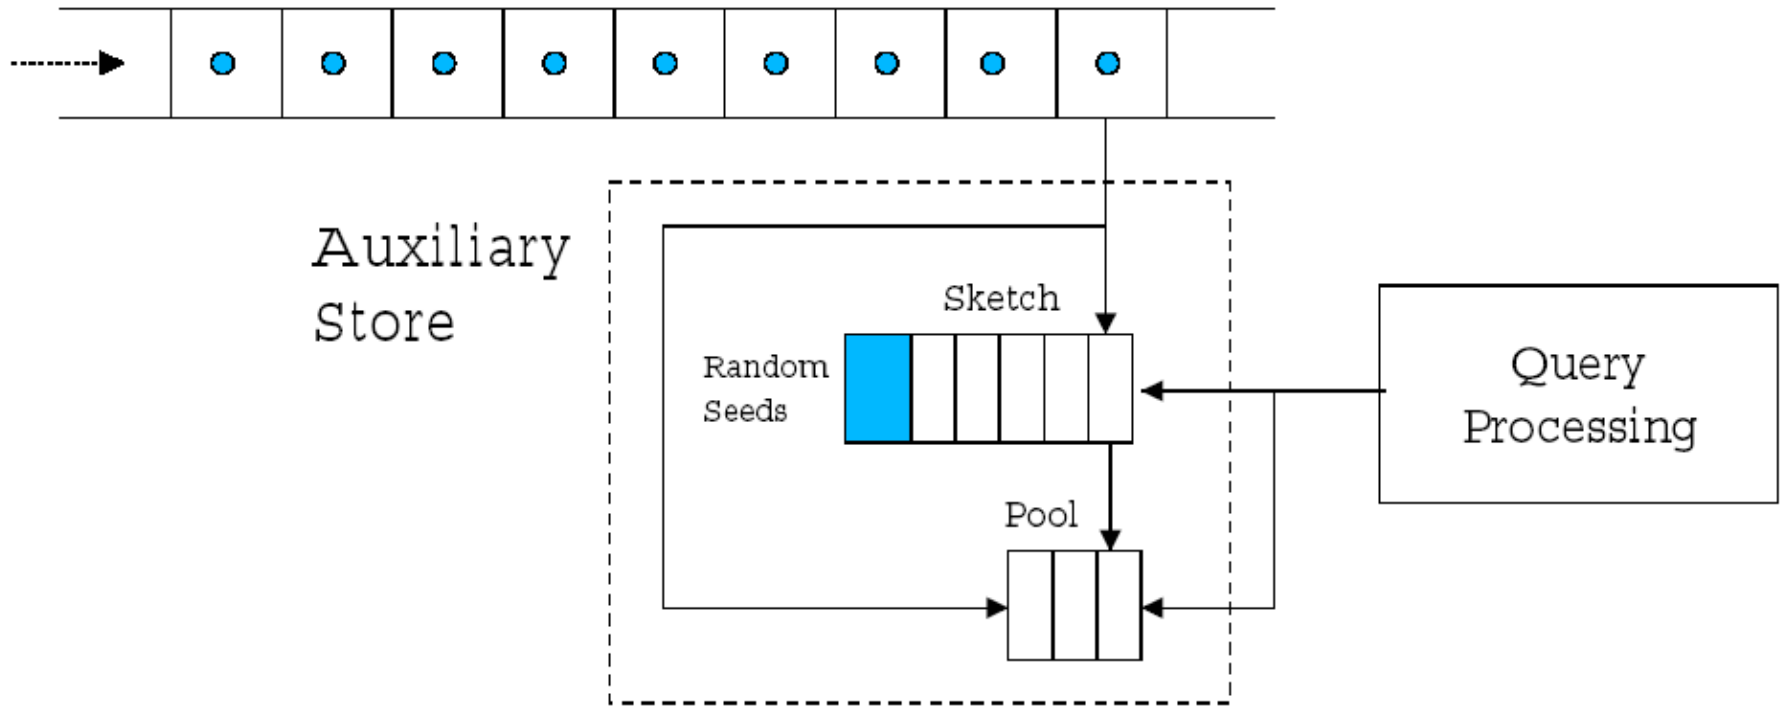 Auxiliary
Store
Sketch
Random
Seeds
Pool
Query
Processing